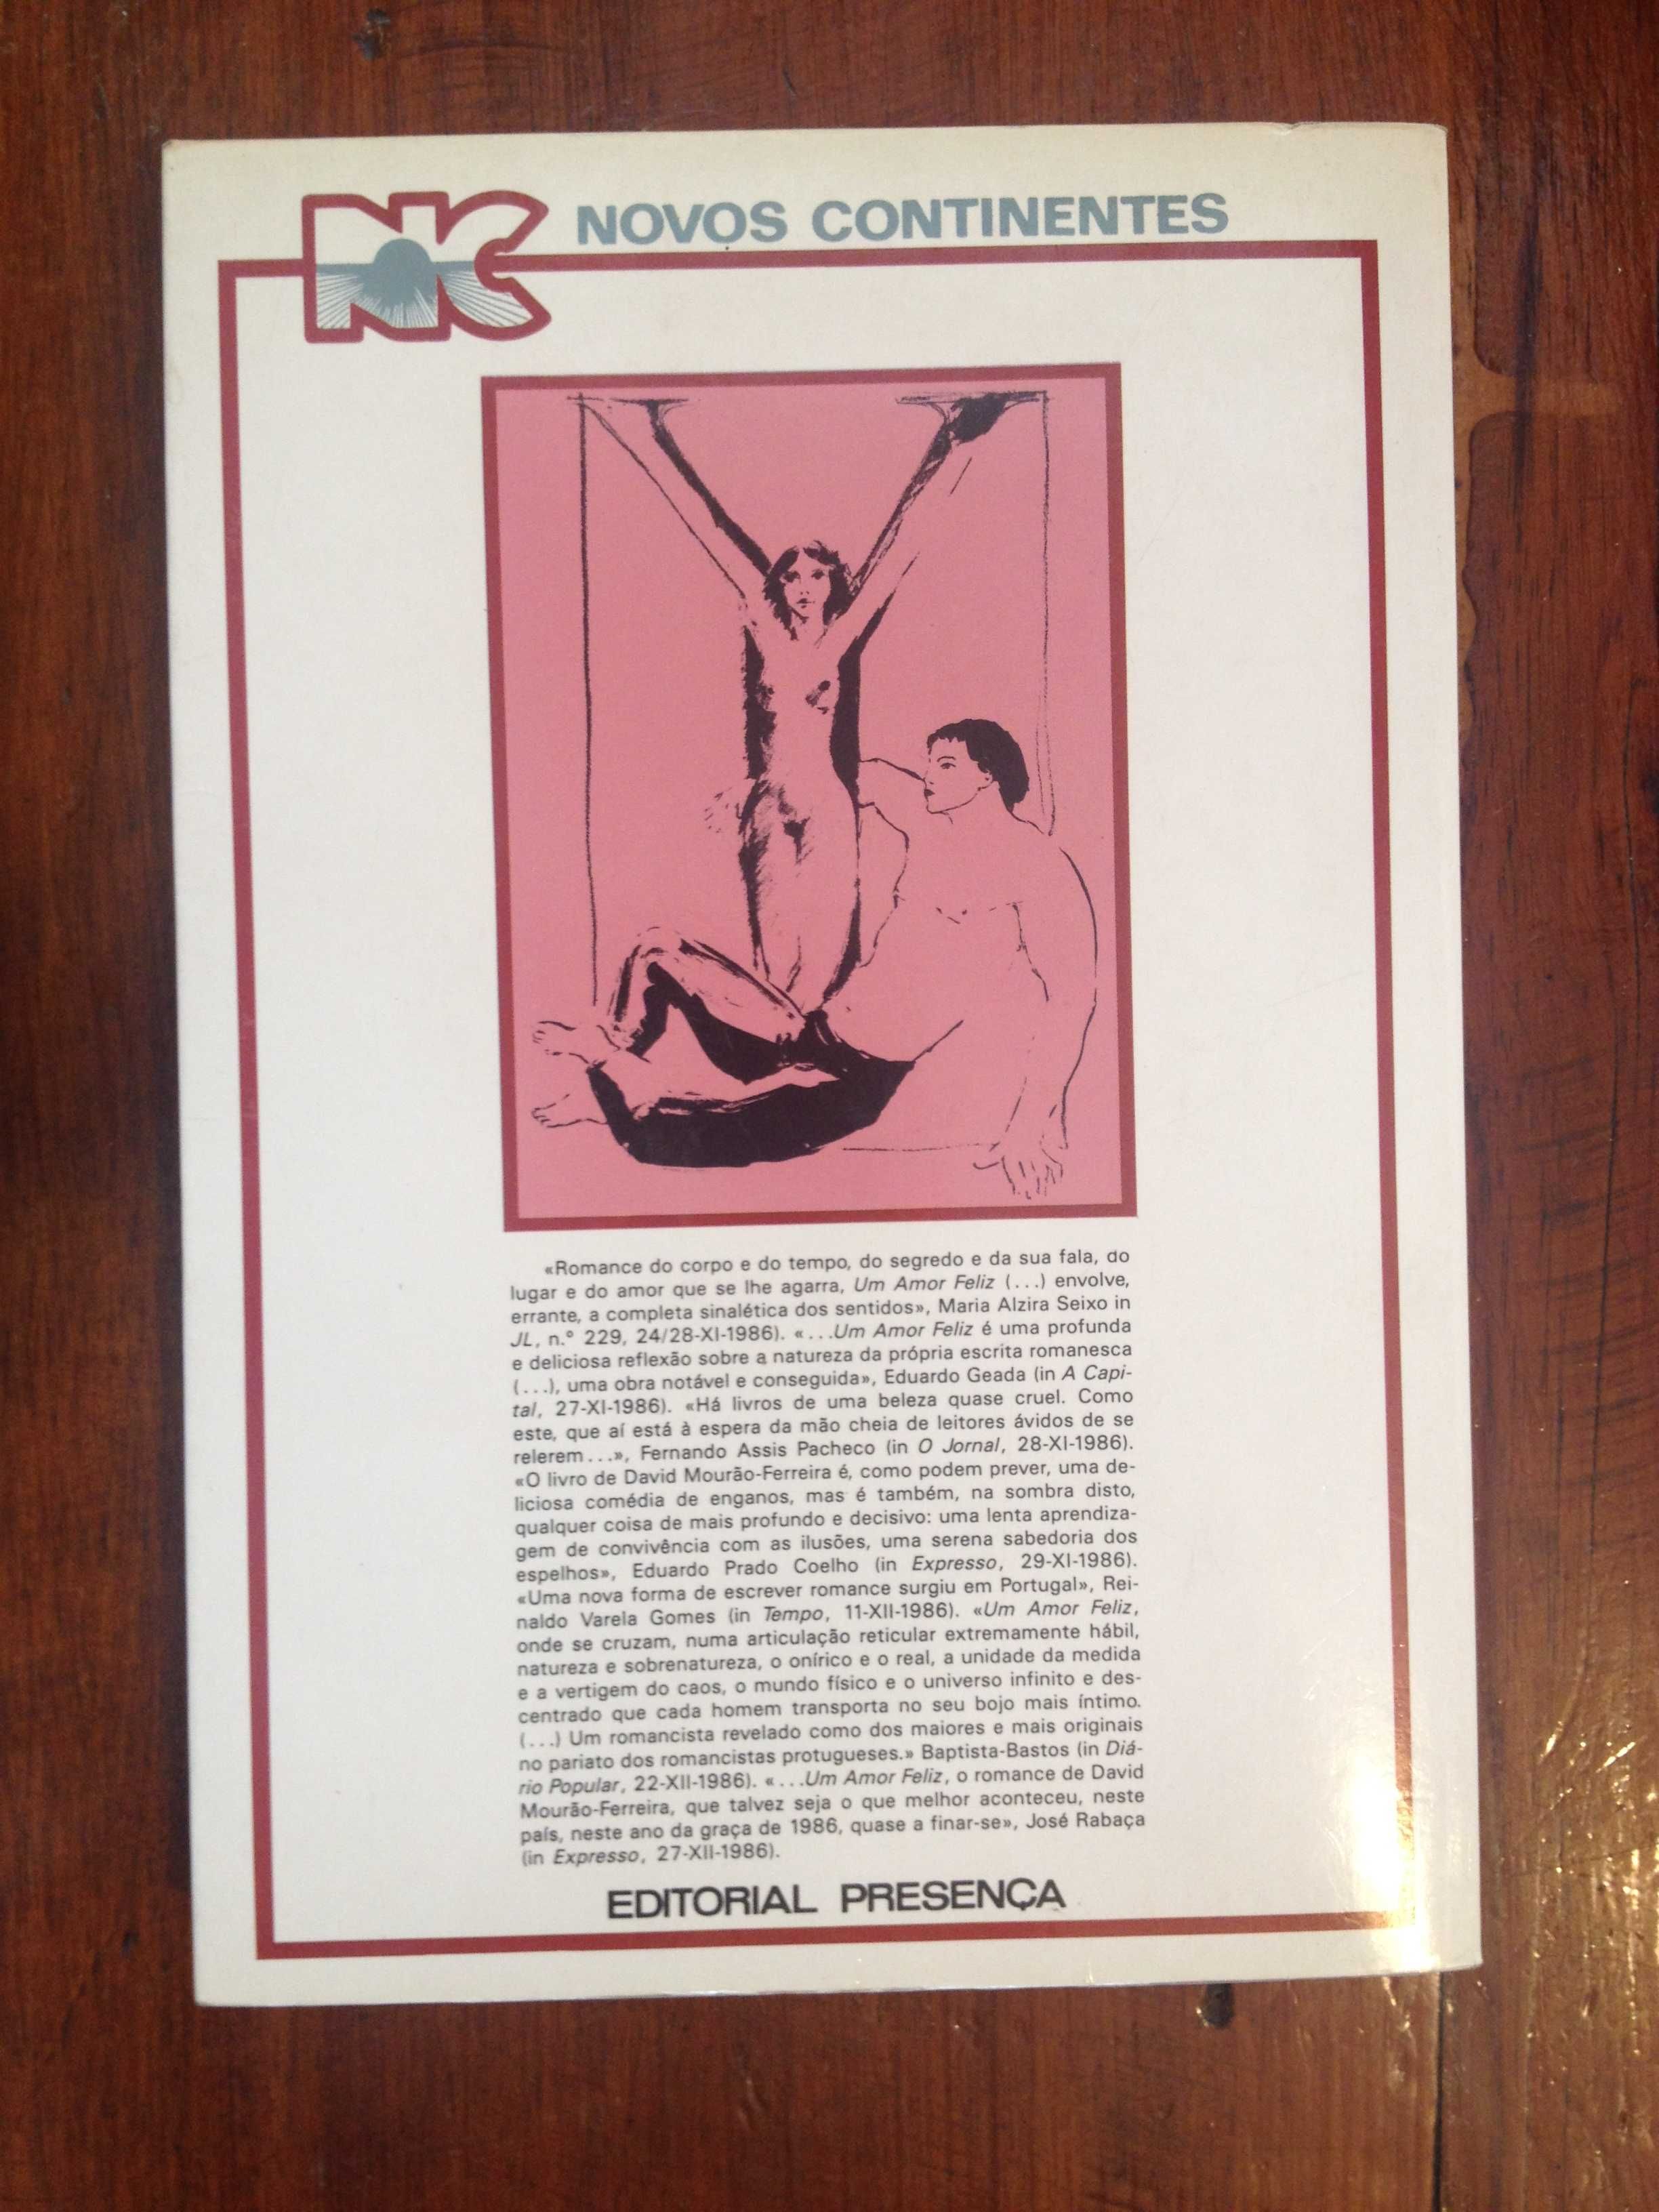 NC NOVOS CONTINENTES
«Romance do corpo e do tempo, do segredo e da sua fala, do
lugar e do amor que se lhe agarra, Um Amor Feliz (...) envolve,
errante, a completa sinalética dos sentidos», Maria Alzira Seixo in
JL, n.º 229, 24/28-XI-1986). «...Um Amor Feliz é uma profunda
e deliciosa reflexão sobre a natureza da própria escrita romanesca
(...), uma obra notável e conseguida», Eduardo Geada (in A Capi-
tal, 27-XI-1986). «Há livros de uma beleza quase cruel. Como
este, que aí está à espera da mão cheia de leitores ávidos de se
relerem...», Fernando Assis Pacheco (in O Jornal, 28-XI-1986).
«O livro de David Mourão-Ferreira é, como podem prever, uma de-
liciosa comédia de enganos, mas é também, na sombra disto,
qualquer coisa de mais profundo e decisivo: uma lenta aprendiza-
gem de convivência com as ilusões, uma serena sabedoria dos
espelhos», Eduardo Prado Coelho (in Expresso, 29-XI-1986).
«Uma nova forma de escrever romance surgiu em Portugal», Rei-
naldo Varela Gomes (in Tempo, 11-XII-1986). «Um Amor Feliz,
onde se cruzam, numa articulação reticular extremamente hábil,
natureza e sobrenatureza, o onírico e o real, a unidade da medida
e a vertigem do caos, o mundo físico e o universo infinito e des-
centrado que cada homem transporta no seu bojo mais íntimo.
(...) Um romancista revelado como dos maiores e mais originais
no pariato dos romancistas protugueses.» Baptista-Bastos (in Diá-
rio Popular, 22-XII-1986). «...Um Amor Feliz, o romance de David
Mourão-Ferreira, que talvez seja o que melhor aconteceu, neste
país, neste ano da graça de 1986, quase a finar-se», José Rabaça
(in Expresso, 27-XII-1986).
EDITORIAL PRESENÇA